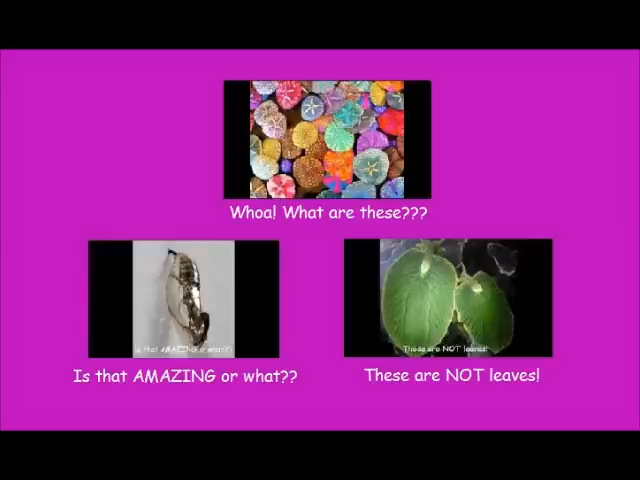 Whoa! What are these???
Is that AMAZING or what??
These are NOT leaves!
Is that AMAZING or what??
These are NOT leaves!